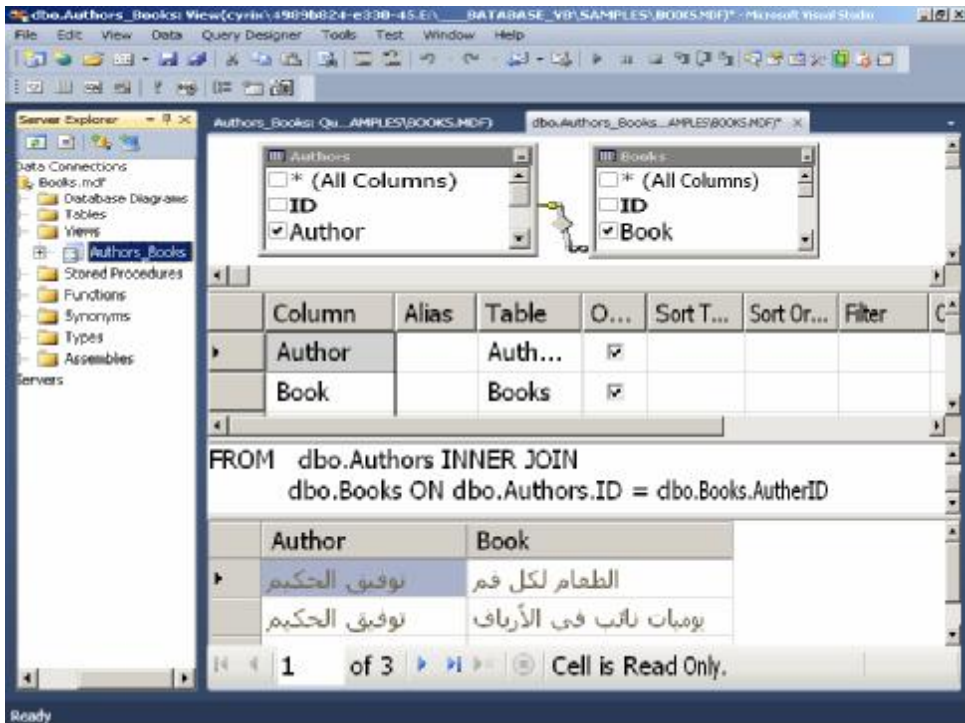 dbo.Authors_Books: View(cyrin\49896824-e330-45.E:\___DATABASE_VB\SAMPLES\BOOKS.MDF)* - Microsoft Visual Studio
File Edit View Data Query Designer Tools Test Window Help
Server Explorer
Authors_Books: Qu...AMPLES\BOOKS.MDF)
dbo.Authors_Books...AMPLES\BOOKS.MDF)*
Data Connections
Books.mdf
Database Diagrams
Tables
Views
Authors_Books
Stored Procedures
Functions
Synonyms
Types
Assemblies
Servers
Authors
* (All Columns)
ID
Author
Books
* (All Columns)
ID
Book
Column Alias Table O... Sort T... Sort Or... Filter
Author Auth...
Book Books
FROM dbo.Authors INNER JOIN
dbo.Books ON dbo.Authors.ID = dbo.Books.AutherID
Author Book
توفيق الحكيم الطعام لكل فم
توفيق الحكيم يوميات نائب في الأرياف
1 of 3 Cell is Read Only.
Ready